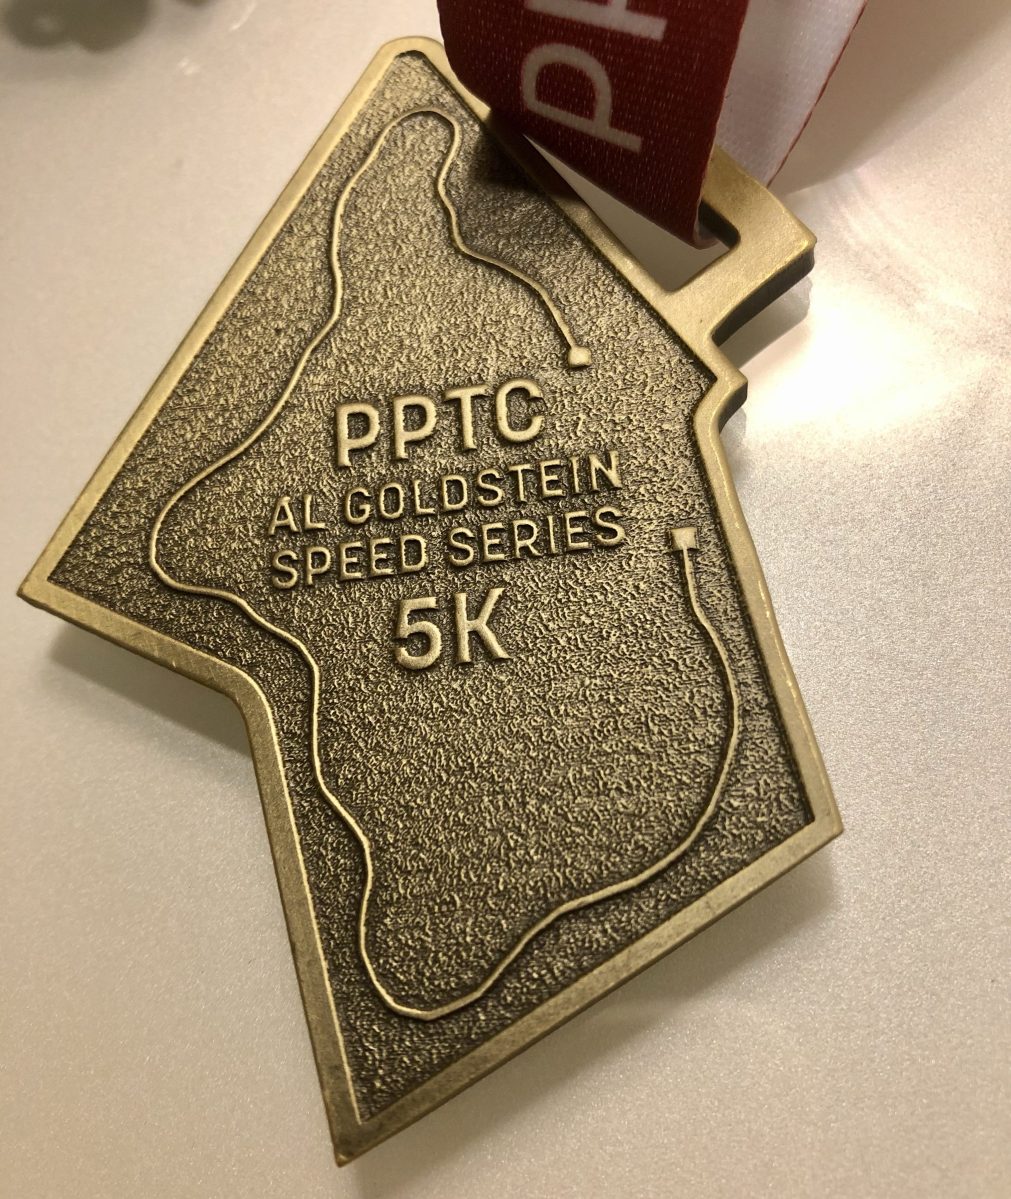 PPTC
AL GOLDSTEIN
SPEED SERIES
5K